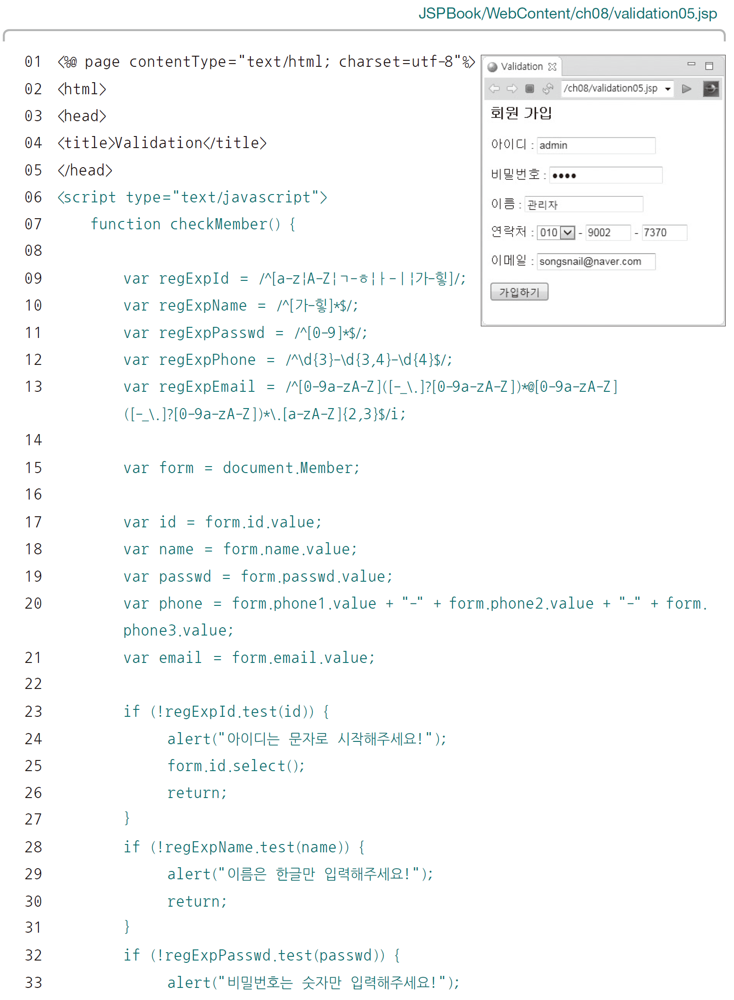 JSPBook/WebContent/ch08/validation05.jsp
01 <%@ page contentType="text/html; charset=utf-8"%>
02 <html>
03 <head>
04 <title>Validation</title>
05 </head>
06 <script type="text/javascript">
07 function checkMember() {
08
09 var regExpId = /^[a-z|A-Z|ㄱ-ㅎ|ㅏ-ㅣ|가-힣]/;
10 var regExpName = /^[가-힣]*$/;
11 var regExpPasswd = /^[0-9]*$/;
12 var regExpPhone = /^\d{3}-\d{3,4}-\d{4}$/;
13 var regExpEmail = /^[0-9a-zA-Z]([-_\.]?[0-9a-zA-Z])*@[0-9a-zA-Z]
([-_\.]?[0-9a-zA-Z])*\.[a-zA-Z]{2,3}$/i;
14
15 var form = document.Member;
16
17 var id = form.id.value;
18 var name = form.name.value;
19 var passwd = form.passwd.value;
20 var phone = form.phone1.value + "-" + form.phone2.value + "-" + form.
phone3.value;
21 var email = form.email.value;
22
23 if (!regExpId.test(id)) {
24 alert("아이디는 문자로 시작해주세요!");
25 form.id.select();
26 return;
27 }
28 if (!regExpName.test(name)) {
29 alert("이름은 한글만 입력해주세요!");
30 return;
31 }
32 if (!regExpPasswd.test(passwd)) {
33 alert("비밀번호는 숫자만 입력해주세요!");
Validation
/ch08/validation05.jsp
회원 가입
아이디 : admin
비밀번호 : ••••
이름 : 관리자
연락처 : 010 - 9002 - 7370
이메일 : songsnail@naver.com
가입하기